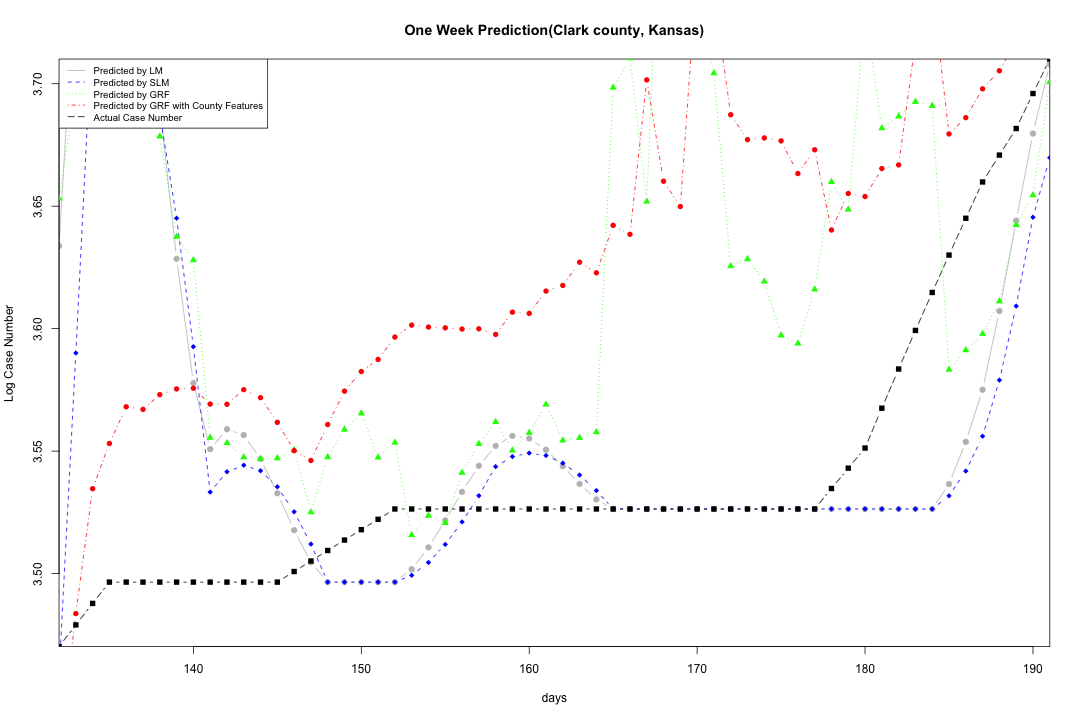 One Week Prediction(Clark county, Kansas)
Predicted by LM
Predicted by SLM
Predicted by GRF
Predicted by GRF with County Features
Actual Case Number
Log Case Number
3.70
3.65
3.60
3.55
3.50
140 150 160 170 180 190
days